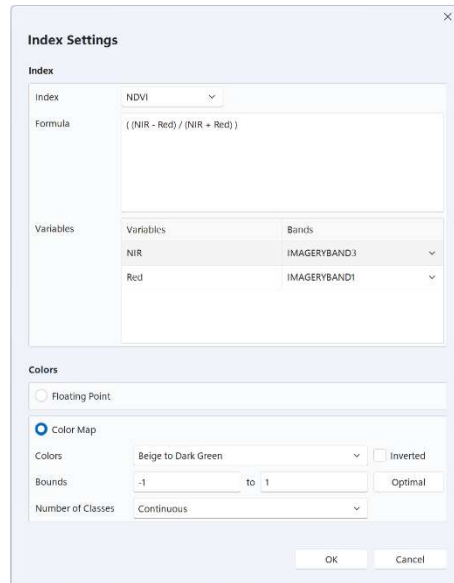 Index Settings
Index
Index NDVI
Formula ( (NIR - Red) / (NIR + Red) )
Variables Variables Bands
NIR IMAGERYBAND3
Red IMAGERYBAND1
Colors
Floating Point
Color Map
Colors Beige to Dark Green Inverted
Bounds -1 to 1 Optimal
Number of Classes Continuous
OK Cancel